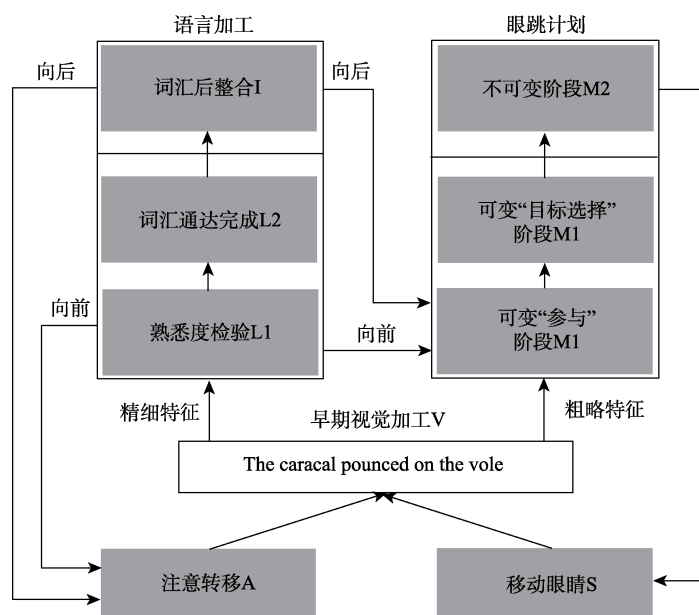 语言加工
眼跳计划
向后
词汇后整合I
向后
不可变阶段M2
词汇通达完成L2
可变“目标选择”
阶段M1
向前
熟悉度检验L1
向前
可变“参与”
阶段M1
精细特征
早期视觉加工V
粗略特征
The caracal pounced on the vole
注意转移A
移动眼睛S